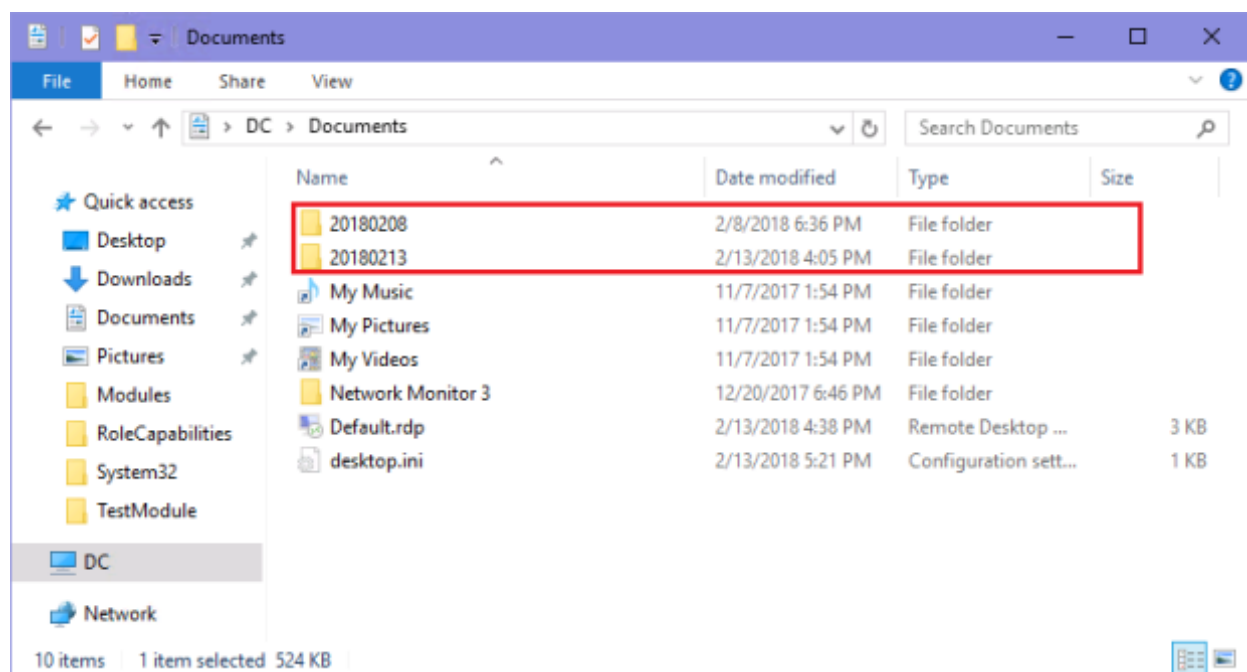 Documents
File Home Share View
DC > Documents
Search Documents
Name Date modified Type Size
Quick access
Desktop
Downloads
Documents
Pictures
Modules
RoleCapabilities
System32
TestModule
DC
Network
20180208 2/8/2018 6:36 PM File folder
20180213 2/13/2018 4:05 PM File folder
My Music 11/7/2017 1:54 PM File folder
My Pictures 11/7/2017 1:54 PM File folder
My Videos 11/7/2017 1:54 PM File folder
Network Monitor 3 12/20/2017 6:46 PM File folder
Default.rdp 2/13/2018 4:38 PM Remote Desktop ... 3 KB
desktop.ini 2/13/2018 5:21 PM Configuration sett... 1 KB
10 items 1 item selected 524 KB